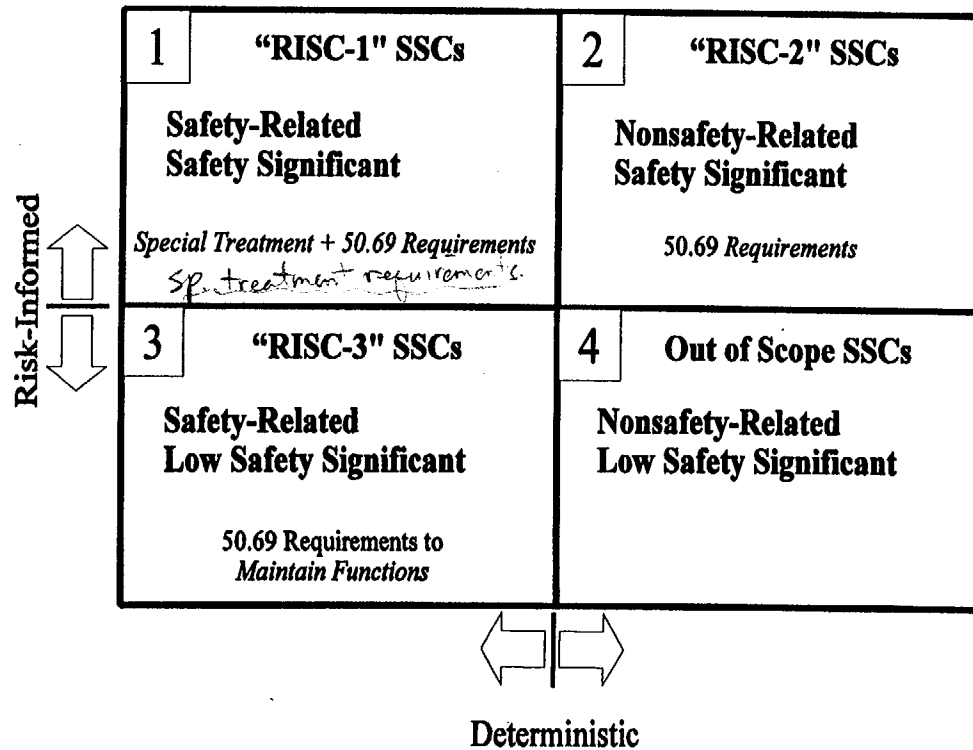 1
“RISC-1" SSCs
Safety-Related
Safety Significant
Special Treatment + 50.69 Requirements
Sp. treatment requirements.
2
"RISC-2" SSCs
Nonsafety-Related
Safety Significant
50.69 Requirements
Risk-Informed
3
"RISC-3" SSCs
Safety-Related
Low Safety Significant
50.69 Requirements to
Maintain Functions
4
Out of Scope SSCs
Nonsafety-Related
Low Safety Significant
Deterministic